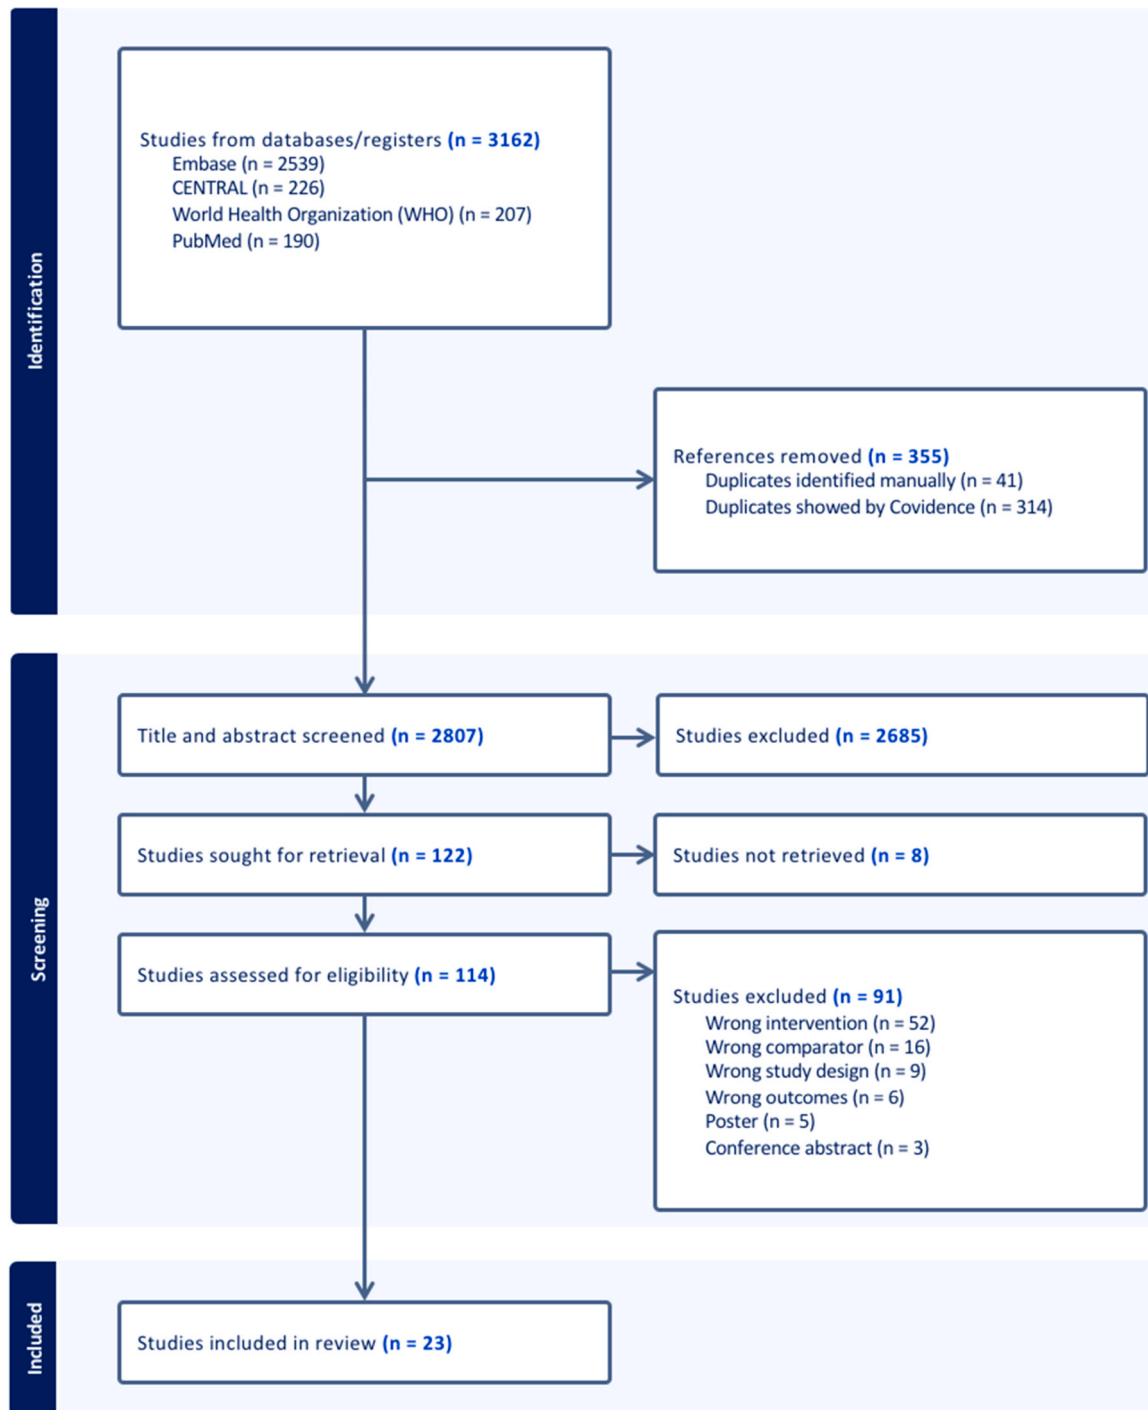 Identification
Studies from databases/registers (n = 3162)
Embase (n = 2539)
CENTRAL (n = 226)
World Health Organization (WHO) (n = 207)
PubMed (n = 190)
References removed (n = 355)
Duplicates identified manually (n = 41)
Duplicates showed by Covidence (n = 314)
Screening
Title and abstract screened (n = 2807)
Studies excluded (n = 2685)
Studies sought for retrieval (n = 122)
Studies not retrieved (n = 8)
Studies assessed for eligibility (n = 114)
Studies excluded (n = 91)
Wrong intervention (n = 52)
Wrong comparator (n = 16)
Wrong study design (n = 9)
Wrong outcomes (n = 6)
Poster (n = 5)
Conference abstract (n = 3)
Included
Studies included in review (n = 23)